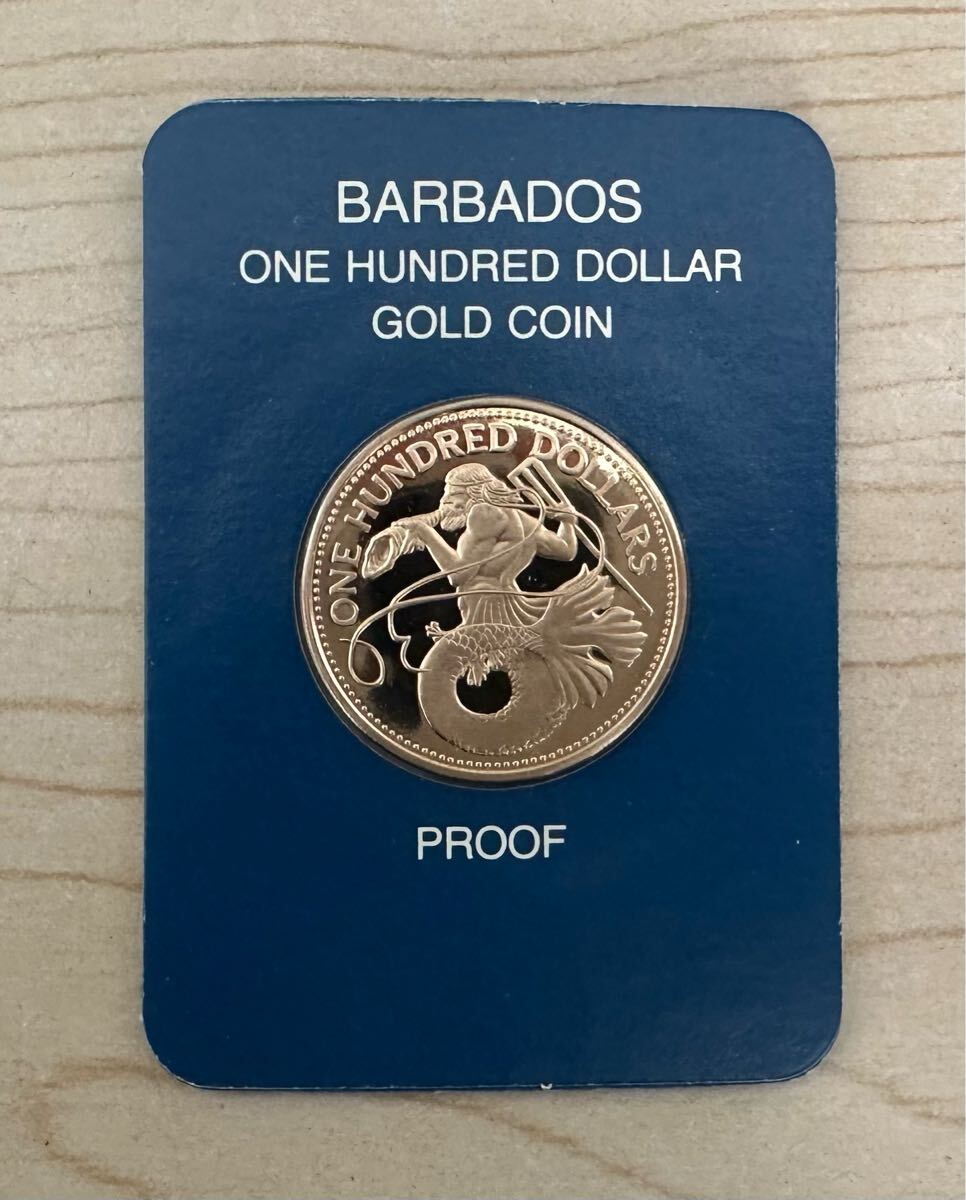 BARBADOS
ONE HUNDRED DOLLAR
GOLD COIN
ONE HUNDRED DOLLARS
PROOF